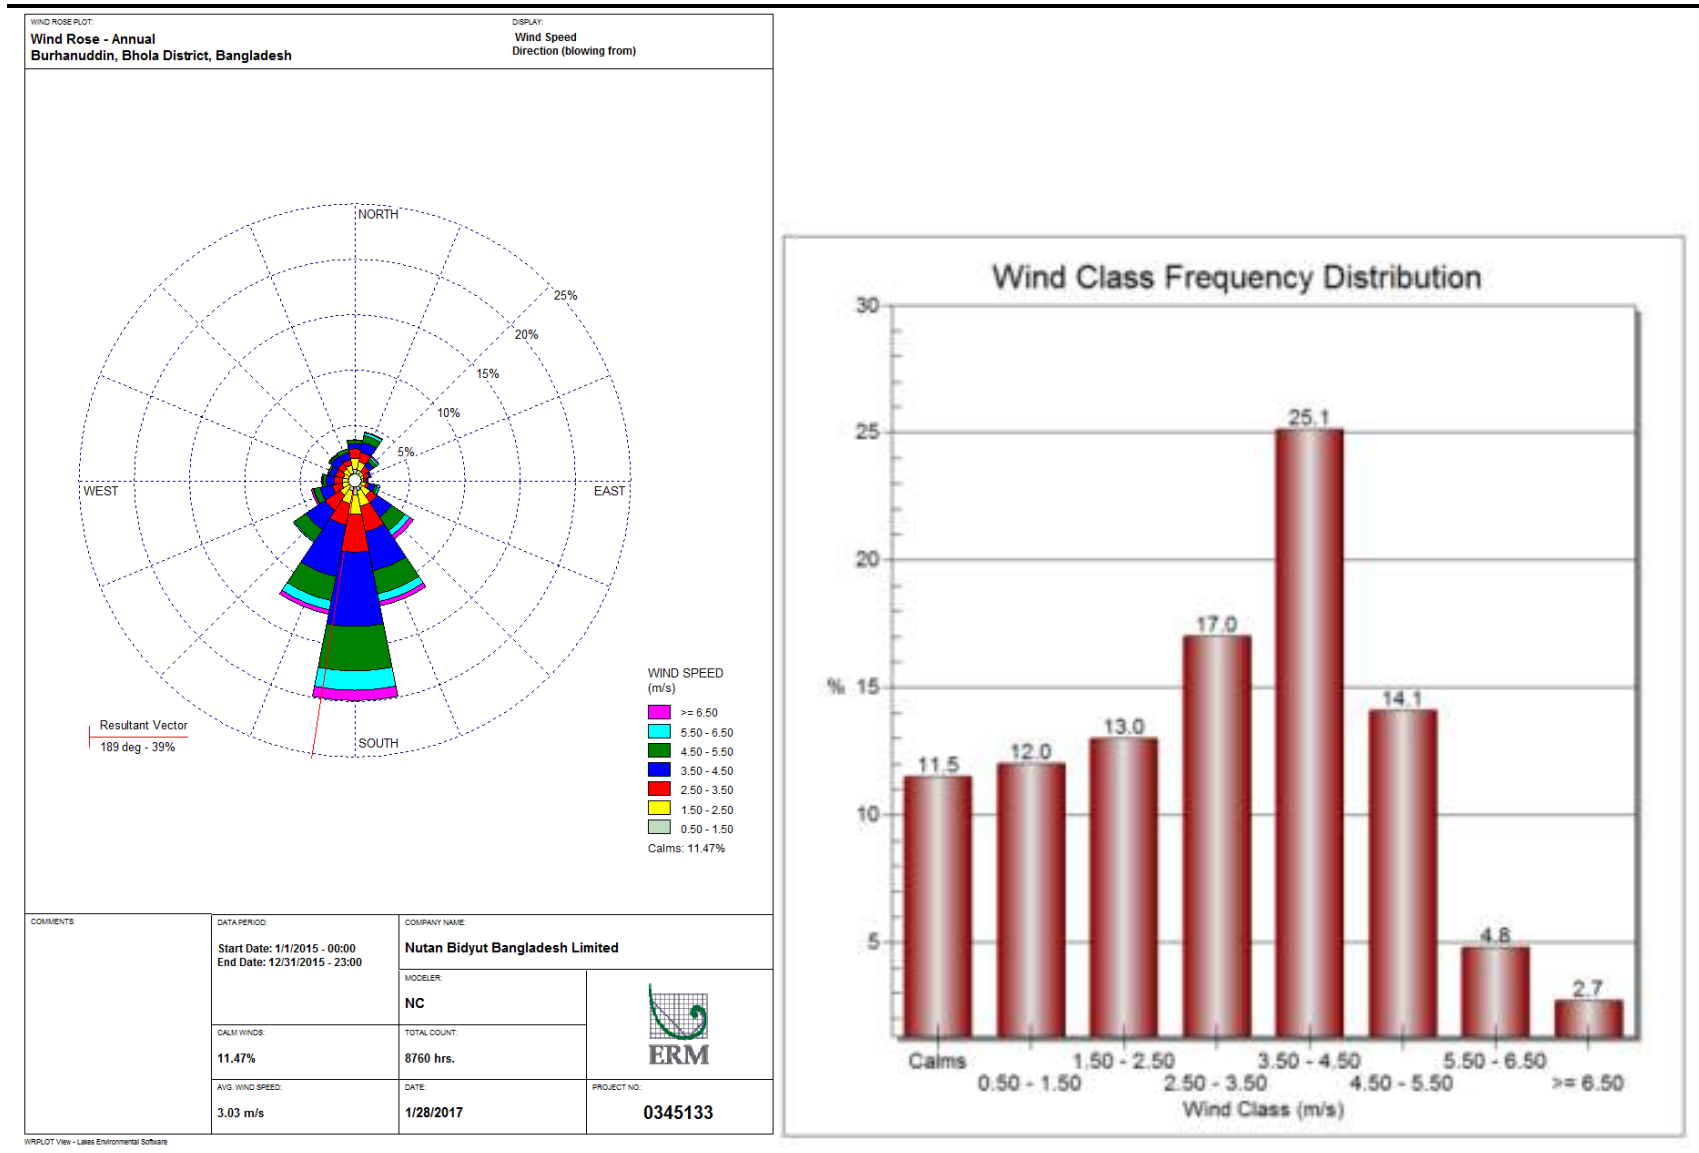 WIND ROSE PLOT:
Wind Rose - Annual
Burhanuddin, Bhola District, Bangladesh
DISPLAY:
Wind Speed
Direction (blowing from)
NORTH
25%
20%
15%
10%
5%
WEST
EAST
SOUTH
Resultant Vector
189 deg - 39%
WIND SPEED
(m/s)
>= 6.50
5.50 - 6.50
4.50 - 5.50
3.50 - 4.50
2.50 - 3.50
1.50 - 2.50
0.50 - 1.50
Calms: 11.47%
COMMENTS:
DATA PERIOD:
Start Date: 1/1/2015 - 00:00
End Date: 12/31/2015 - 23:00
COMPANY NAME:
Nutan Bidyut Bangladesh Limited
MODELER:
NC
CALM WINDS:
11.47%
TOTAL COUNT:
8760 hrs.
ERM
AVG. WIND SPEED:
3.03 m/s
DATE:
1/28/2017
PROJECT NO.:
0345133
WRPLOT View - Lakes Environmental Software
Wind Class Frequency Distribution
30
25
20
15
10
5
%
11.5
12.0
13.0
17.0
25.1
14.1
4.8
2.7
Calms
0.50 - 1.50
1.50 - 2.50
2.50 - 3.50
3.50 - 4.50
4.50 - 5.50
5.50 - 6.50
>= 6.50
Wind Class (m/s)